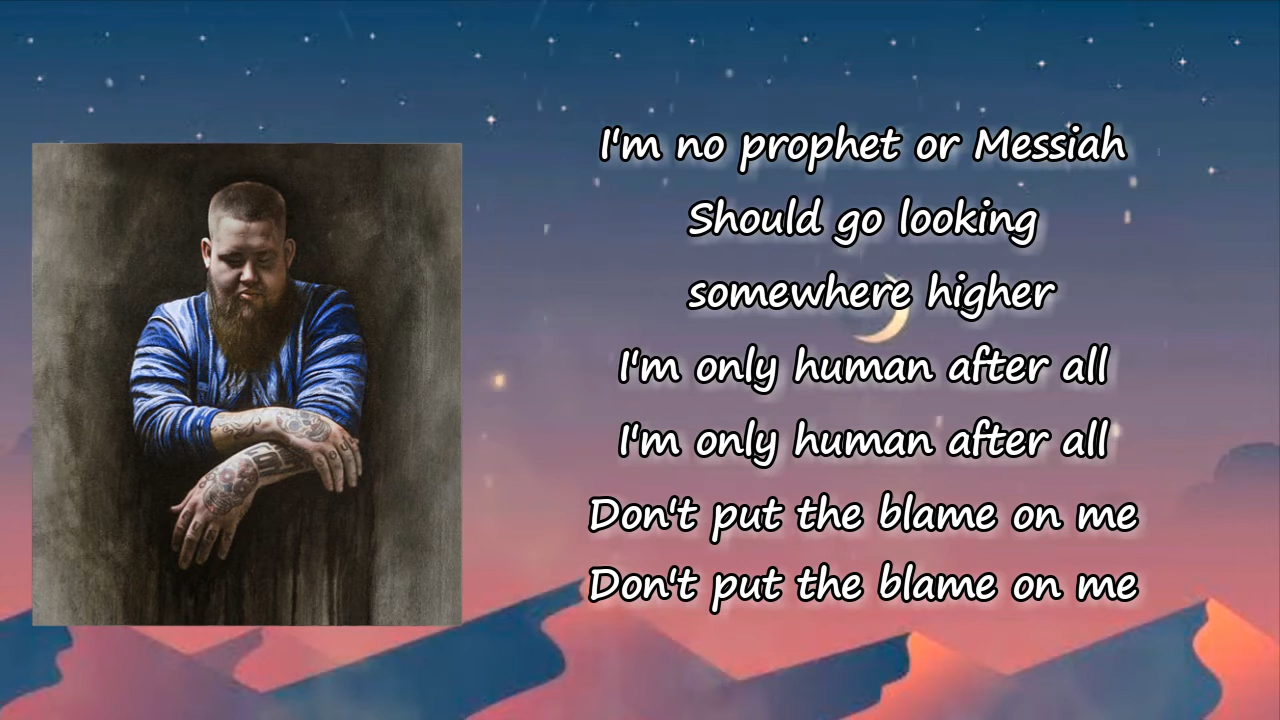 I'm no prophet or Messiah
Should go looking
somewhere higher
I'm only human after all
I'm only human after all
Don't put the blame on me
Don't put the blame on me